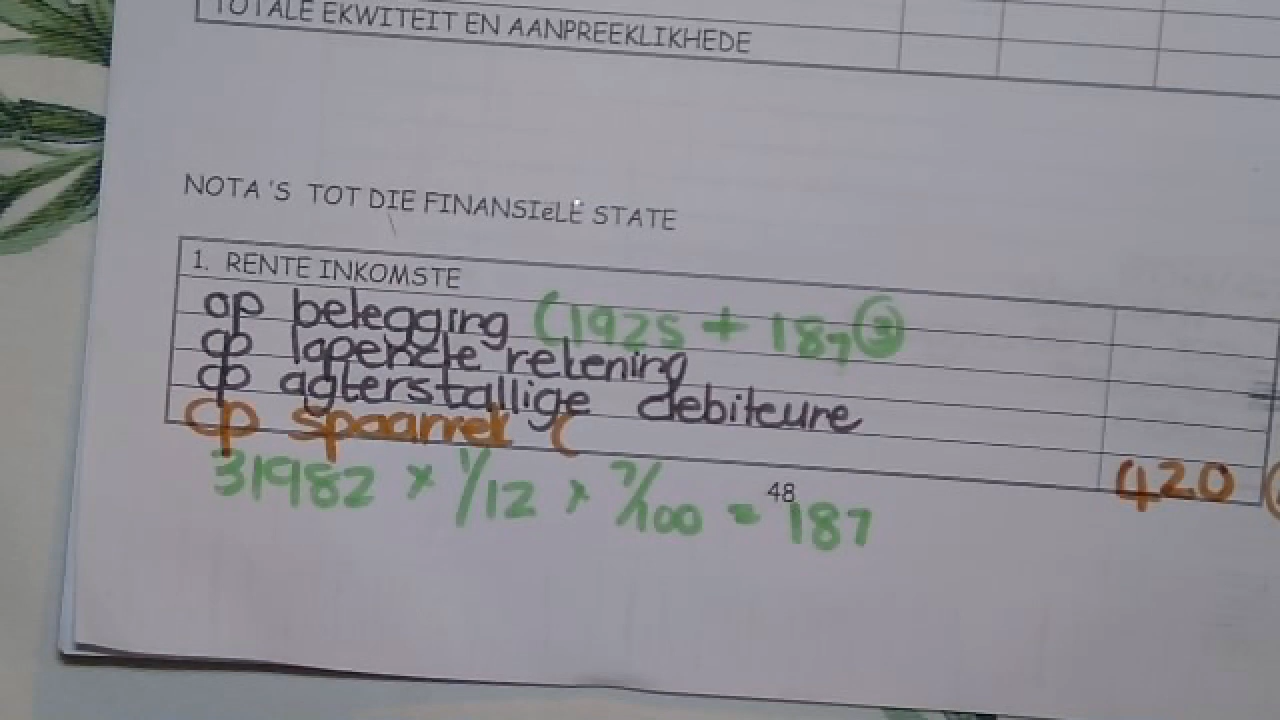 TOTALE EKWITEIT EN AANPREEKLIKHEDE
NOTA'S TOT DIE FINANSIeLE STATE
1. RENTE INKOMSTE
op belegging (1925 + 187 3
op lopende rekening
op agterstallige debiteure
op spaarrek ( 420
31982 × 1/12 × 7/100 = 187
48